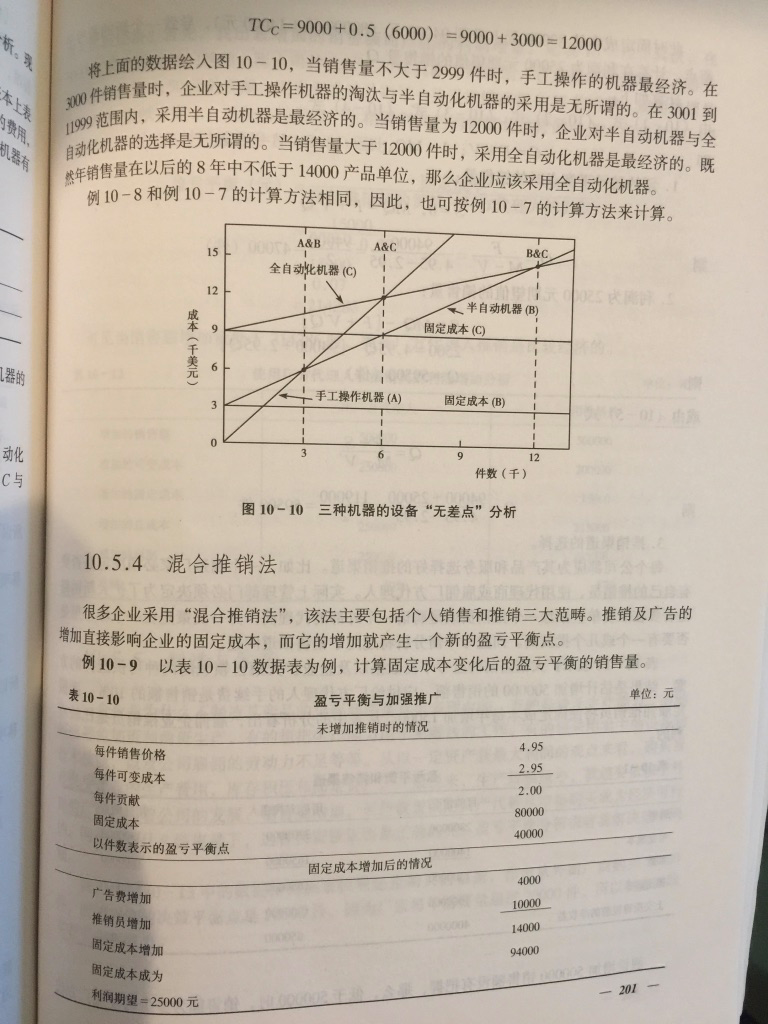 析。现
本上表
的费用，
机器有
机器的
动化
C与
TC_C = 9000 + 0.5 (6000) = 9000 + 3000 = 12000
将上面的数据绘入图 10-10，当销售量不大于 2999 件时，手工操作的机器最经济。在
3000 件销售量时，企业对手工操作机器的淘汰与半自动化机器的采用是无所谓的。在 3001 到
11999 范围内，采用半自动机器是最经济的。当销售量为 12000 件时，企业对半自动机器与全
自动化机器的选择是无所谓的。当销售量大于 12000 件时，采用全自动化机器是最经济的。既
然年销售量在以后的 8 年中不低于 14000 产品单位，那么企业应该采用全自动化机器。
例 10-8 和例 10-7 的计算方法相同，因此，也可按例 10-7 的计算方法来计算。
成本（千美元）
15
12
9
6
3
0
A&B
A&C
B&C
全自动化机器 (C)
半自动机器 (B)
固定成本 (C)
手工操作机器 (A)
固定成本 (B)
3
6
9
12
件数（千）
图 10-10 三种机器的设备“无差点”分析
10.5.4 混合推销法
很多企业采用“混合推销法”，该法主要包括个人销售和推销三大范畴。推销及广告的
增加直接影响企业的固定成本，而它的增加就产生一个新的盈亏平衡点。
例 10-9 以表 10-10 数据表为例，计算固定成本变化后的盈亏平衡的销售量。
表 10-10 盈亏平衡与加强推广 单位：元
未增加推销时的情况
每件销售价格 4.95
每件可变成本 2.95
每件贡献 2.00
固定成本 80000
以件数表示的盈亏平衡点 40000
固定成本增加后的情况
广告费增加 4000
推销员增加 10000
固定成本增加 14000
固定成本成为 94000
利润期望 = 25000 元
— 201 —